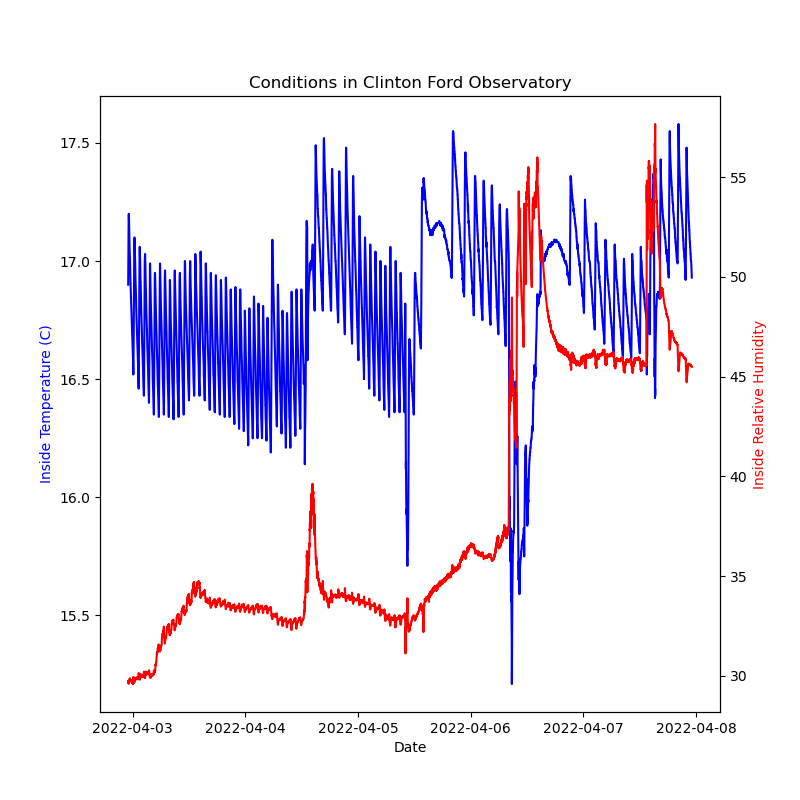 Conditions in Clinton Ford Observatory
Inside Temperature (C)
17.5
17.0
16.5
16.0
15.5
55
50
45
40
35
30
Inside Relative Humidity
2022-04-03 2022-04-04 2022-04-05 2022-04-06 2022-04-07 2022-04-08
Date